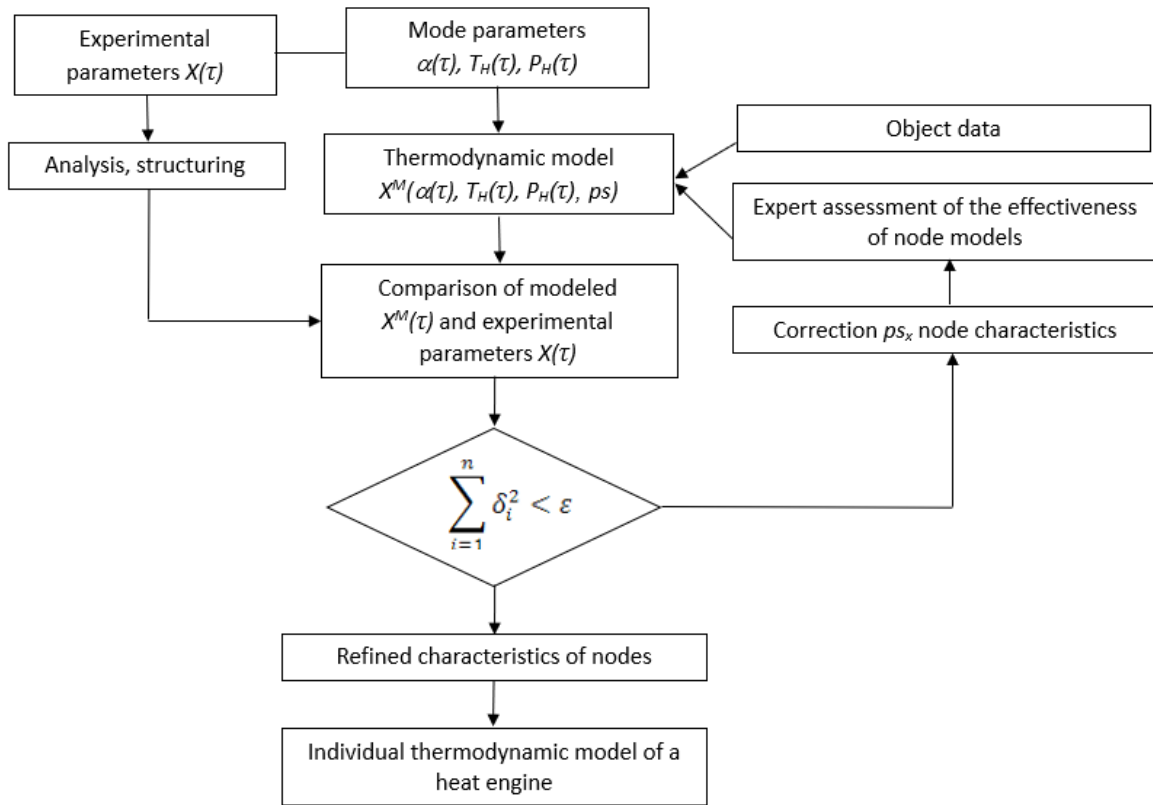 Experimental
parameters X(τ)
Mode parameters
α(τ), T_H(τ), P_H(τ)
Analysis, structuring
Thermodynamic model
X^M(α(τ), T_H(τ), P_H(τ), ps)
Object data
Expert assessment of the effectiveness
of node models
Comparison of modeled
X^M(τ) and experimental
parameters X(τ)
Correction ps_x node characteristics
n
∑ δ_i^2 < ε
i=1
Refined characteristics of nodes
Individual thermodynamic model of a
heat engine